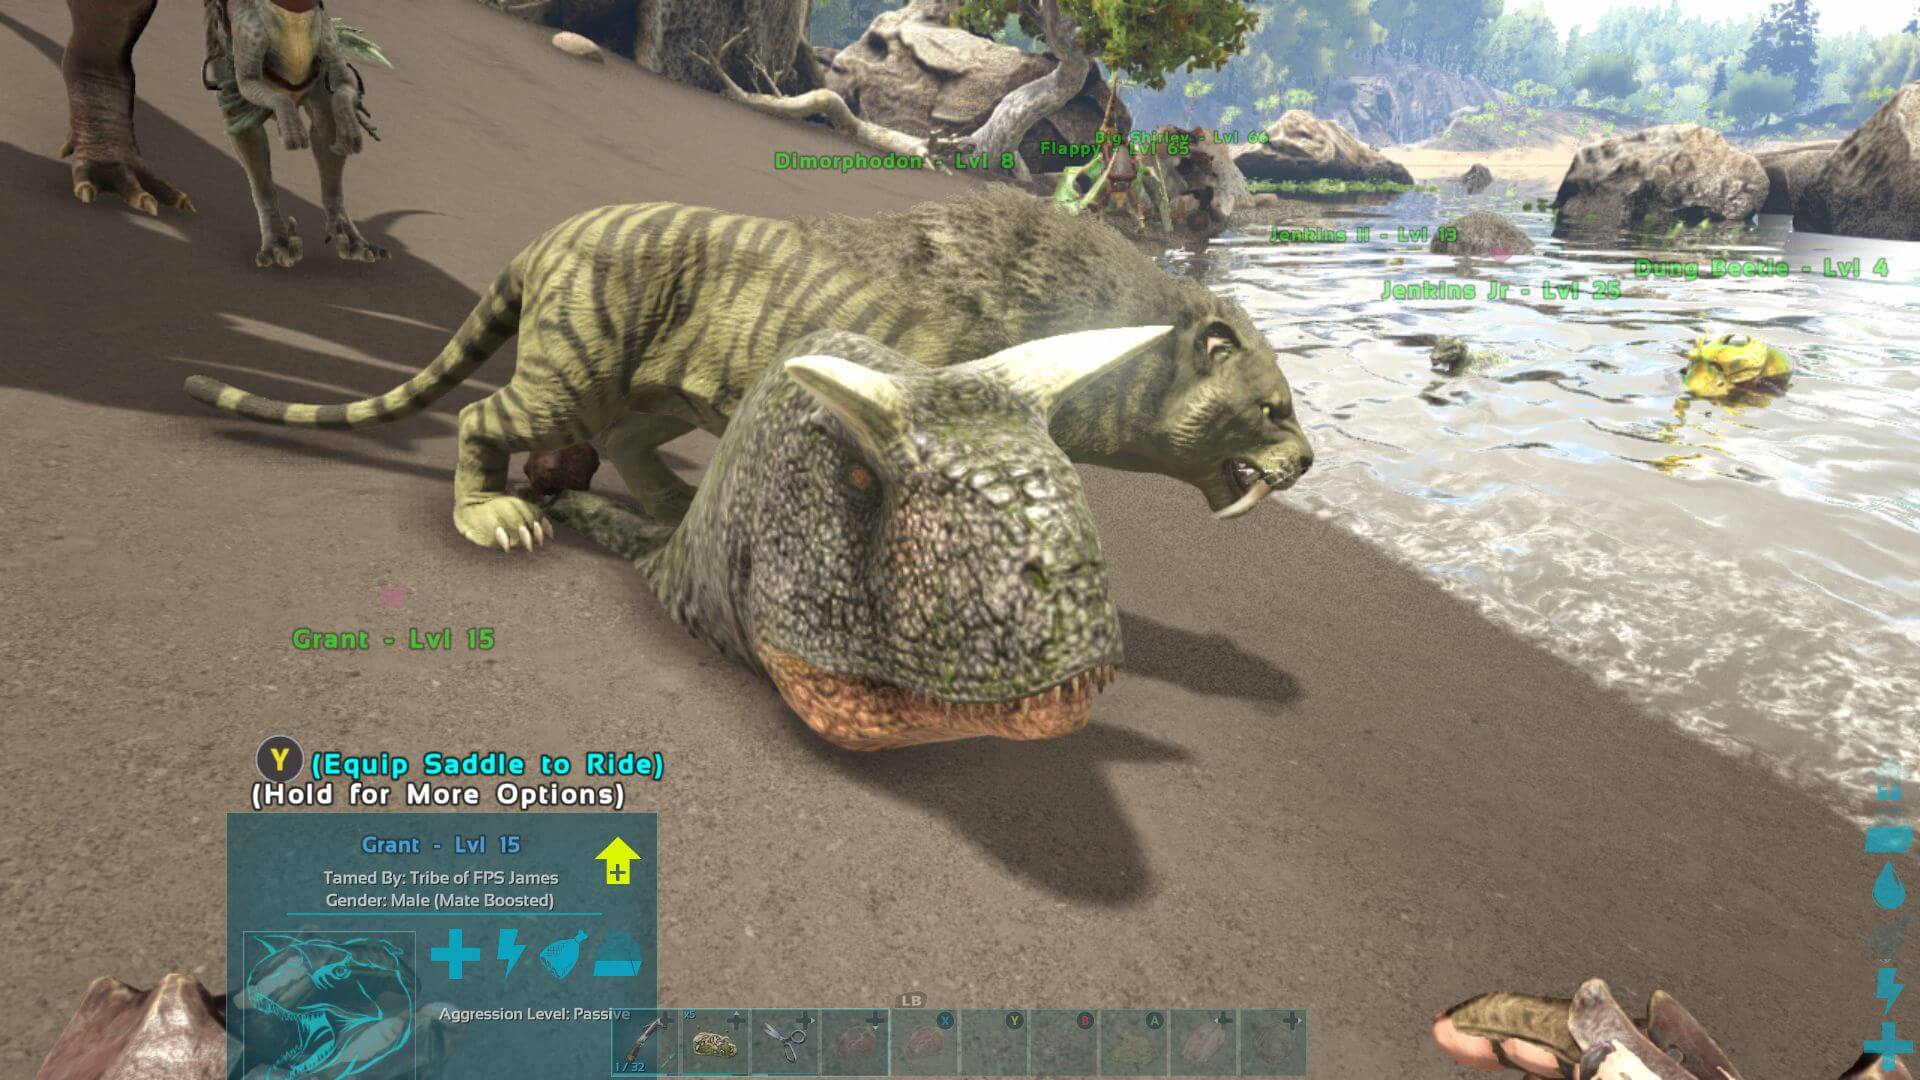 Big Shirley - Lvl 66
Flappy - Lvl 65
Dimorphodon - Lvl 8
Jenkins II - Lvl 13
Dung Beetle - Lvl 4
Jenkins Jr - Lvl 25
Grant - Lvl 15
Y (Equip Saddle to Ride)
(Hold for More Options)
Grant - Lvl 15
Tamed By: Tribe of FPS James
Gender: Male (Mate Boosted)
Aggression Level: Passive
LB
x5
X
Y
B
A
1 / 32